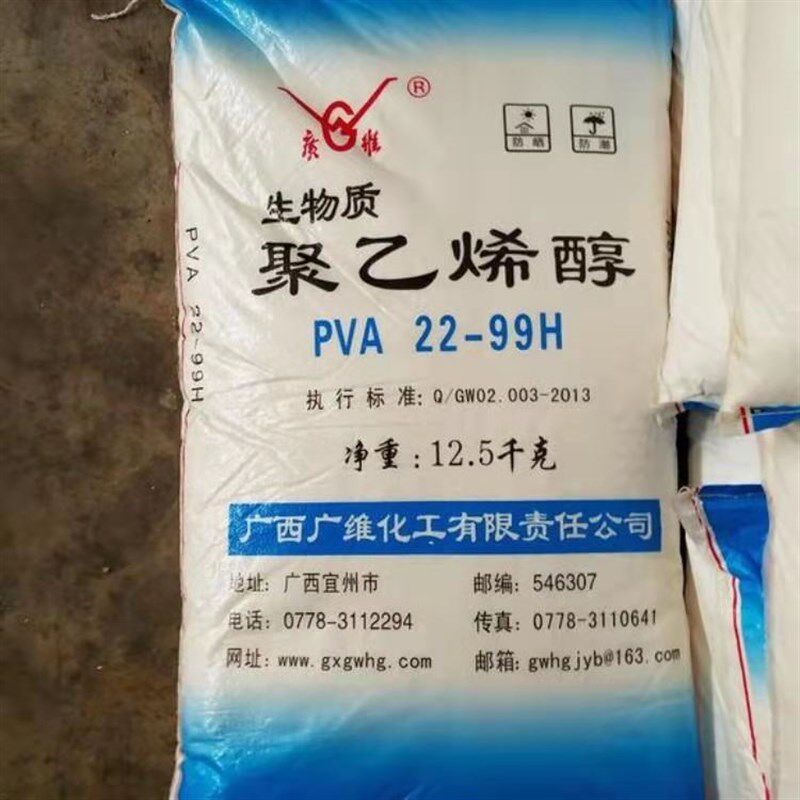 ®
广维
防晒
防潮
生物质
聚乙烯醇
PVA 22-99H
执行标准: Q/GW02.003-2013
净重：12.5千克
广西广维化工有限责任公司
地址: 广西宜州市
邮编: 546307
电话: 0778-3112294
传真: 0778-3110641
网址: www.gxgwhg.com
邮箱: gwhgjyb@163.com
PVA 22-99H